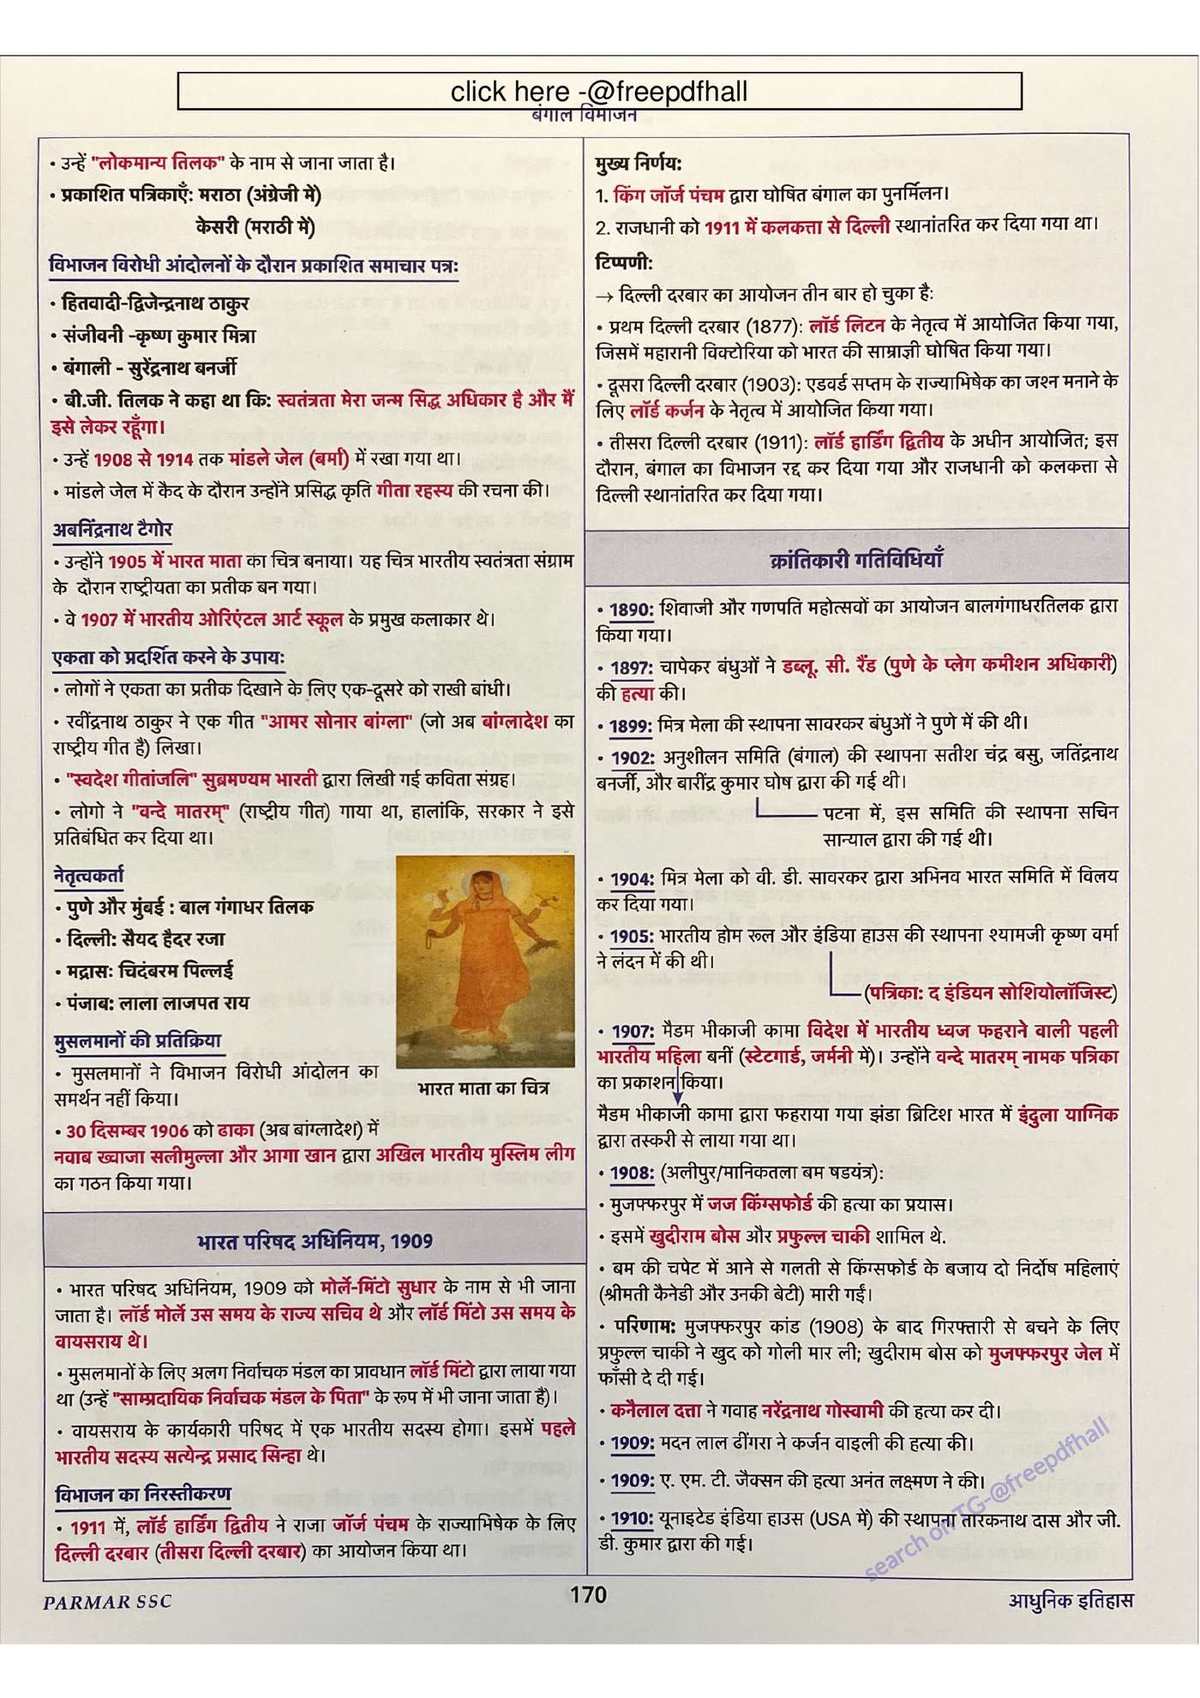 click here -@freepdfhall
बंगाल विभाजन
• उन्हें "लोकमान्य तिलक" के नाम से जाना जाता है।
• प्रकाशित पत्रिकाएँ: मराठा (अंग्रेजी में)
केसरी (मराठी में)
विभाजन विरोधी आंदोलनों के दौरान प्रकाशित समाचार पत्र:
• हितवादी-द्विजेन्द्रनाथ ठाकुर
• संजीवनी -कृष्ण कुमार मित्रा
• बंगाली - सुरेंद्रनाथ बनर्जी
• बी.जी. तिलक ने कहा था कि: स्वतंत्रता मेरा जन्म सिद्ध अधिकार है और मैं
इसे लेकर रहूँगा।
• उन्हें 1908 से 1914 तक मांडले जेल (बर्मा) में रखा गया था।
• मांडले जेल में कैद के दौरान उन्होंने प्रसिद्ध कृति गीता रहस्य की रचना की।
अबनिंद्रनाथ टैगोर
• उन्होंने 1905 में भारत माता का चित्र बनाया। यह चित्र भारतीय स्वतंत्रता संग्राम
के दौरान राष्ट्रीयता का प्रतीक बन गया।
• वे 1907 में भारतीय ओरिएंटल आर्ट स्कूल के प्रमुख कलाकार थे।
एकता को प्रदर्शित करने के उपाय:
• लोगों ने एकता का प्रतीक दिखाने के लिए एक-दूसरे को राखी बांधी।
• रवींद्रनाथ ठाकुर ने एक गीत "आमर सोनार बांग्ला" (जो अब बांग्लादेश का
राष्ट्रीय गीत है) लिखा।
• "स्वदेश गीतांजलि" सुब्रमण्यम भारती द्वारा लिखी गई कविता संग्रह।
• लोगो ने "वन्दे मातरम्" (राष्ट्रीय गीत) गाया था, हालांकि, सरकार ने इसे
प्रतिबंधित कर दिया था।
नेतृत्वकर्ता
• पुणे और मुंबई : बाल गंगाधर तिलक
• दिल्ली: सैयद हैदर रजा
• मद्रास: चिदंबरम पिल्लई
• पंजाब: लाला लाजपत राय
मुसलमानों की प्रतिक्रिया
• मुसलमानों ने विभाजन विरोधी आंदोलन का
समर्थन नहीं किया।
भारत माता का चित्र
• 30 दिसम्बर 1906 को ढाका (अब बांग्लादेश) में
नवाब ख्वाजा सलीमुल्ला और आगा खान द्वारा अखिल भारतीय मुस्लिम लीग
का गठन किया गया।
भारत परिषद अधिनियम, 1909
• भारत परिषद अधिनियम, 1909 को मोर्ले-मिंटो सुधार के नाम से भी जाना
जाता है। लॉर्ड मोर्ले उस समय के राज्य सचिव थे और लॉर्ड मिंटो उस समय के
वायसराय थे।
• मुसलमानों के लिए अलग निर्वाचक मंडल का प्रावधान लॉर्ड मिंटो द्वारा लाया गया
था (उन्हें "साम्प्रदायिक निर्वाचक मंडल के पिता" के रूप में भी जाना जाता है)।
• वायसराय के कार्यकारी परिषद में एक भारतीय सदस्य होगा। इसमें पहले
भारतीय सदस्य सत्येन्द्र प्रसाद सिन्हा थे।
विभाजन का निरस्तीकरण
• 1911 में, लॉर्ड हार्डिंग द्वितीय ने राजा जॉर्ज पंचम के राज्याभिषेक के लिए
दिल्ली दरबार (तीसरा दिल्ली दरबार) का आयोजन किया था।
मुख्य निर्णय:
1. किंग जॉर्ज पंचम द्वारा घोषित बंगाल का पुनर्मिलन।
2. राजधानी को 1911 में कलकत्ता से दिल्ली स्थानांतरित कर दिया गया था।
टिप्पणी:
→ दिल्ली दरबार का आयोजन तीन बार हो चुका है:
• प्रथम दिल्ली दरबार (1877): लॉर्ड लिटन के नेतृत्व में आयोजित किया गया,
जिसमें महारानी विक्टोरिया को भारत की साम्राज्ञी घोषित किया गया।
• दूसरा दिल्ली दरबार (1903): एडवर्ड सप्तम के राज्याभिषेक का जश्न मनाने के
लिए लॉर्ड कर्जन के नेतृत्व में आयोजित किया गया।
• तीसरा दिल्ली दरबार (1911): लॉर्ड हार्डिंग द्वितीय के अधीन आयोजित; इस
दौरान, बंगाल का विभाजन रद्द कर दिया गया और राजधानी को कलकत्ता से
दिल्ली स्थानांतरित कर दिया गया।
क्रांतिकारी गतिविधियाँ
• 1890: शिवाजी और गणपति महोत्सवों का आयोजन बालगंगाधरतिलक द्वारा
किया गया।
• 1897: चापेकर बंधुओं ने डब्लू. सी. रैंड (पुणे के प्लेग कमीशन अधिकारी)
की हत्या की।
• 1899: मित्र मेला की स्थापना सावरकर बंधुओं ने पुणे में की थी।
• 1902: अनुशीलन समिति (बंगाल) की स्थापना सतीश चंद्र बसु, जतिंद्रनाथ
बनर्जी, और बारींद्र कुमार घोष द्वारा की गई थी।
पटना में, इस समिति की स्थापना सचिन
सान्याल द्वारा की गई थी।
• 1904: मित्र मेला को वी. डी. सावरकर द्वारा अभिनव भारत समिति में विलय
कर दिया गया।
• 1905: भारतीय होम रूल और इंडिया हाउस की स्थापना श्यामजी कृष्ण वर्मा
ने लंदन में की थी।
(पत्रिका: द इंडियन सोशियोलॉजिस्ट)
• 1907: मैडम भीकाजी कामा विदेश में भारतीय ध्वज फहराने वाली पहली
भारतीय महिला बनीं (स्टेटगार्ड, जर्मनी में)। उन्होंने वन्दे मातरम् नामक पत्रिका
का प्रकाशन किया।
मैडम भीकाजी कामा द्वारा फहराया गया झंडा ब्रिटिश भारत में इंदुला याग्निक
द्वारा तस्करी से लाया गया था।
• 1908: (अलीपुर/मानिकतला बम षडयंत्र):
• मुजफ्फरपुर में जज किंग्सफोर्ड की हत्या का प्रयास।
• इसमें खुदीराम बोस और प्रफुल्ल चाकी शामिल थे.
• बम की चपेट में आने से गलती से किंग्सफोर्ड के बजाय दो निर्दोष महिलाएं
(श्रीमती कैनेडी और उनकी बेटी) मारी गईं।
• परिणाम: मुजफ्फरपुर कांड (1908) के बाद गिरफ्तारी से बचने के लिए
प्रफुल्ल चाकी ने खुद को गोली मार ली; खुदीराम बोस को मुजफ्फरपुर जेल में
फाँसी दे दी गई।
• कनैलाल दत्ता ने गवाह नरेंद्रनाथ गोस्वामी की हत्या कर दी।
• 1909: मदन लाल ढींगरा ने कर्जन वाइली की हत्या की।
• 1909: ए. एम. टी. जैक्सन की हत्या अनंत लक्ष्मण ने की।
• 1910: यूनाइटेड इंडिया हाउस (USA में) की स्थापना तारकनाथ दास और जी.
डी. कुमार द्वारा की गई।
search on TG-@freepdfhall
PARMAR SSC
170
आधुनिक इतिहास